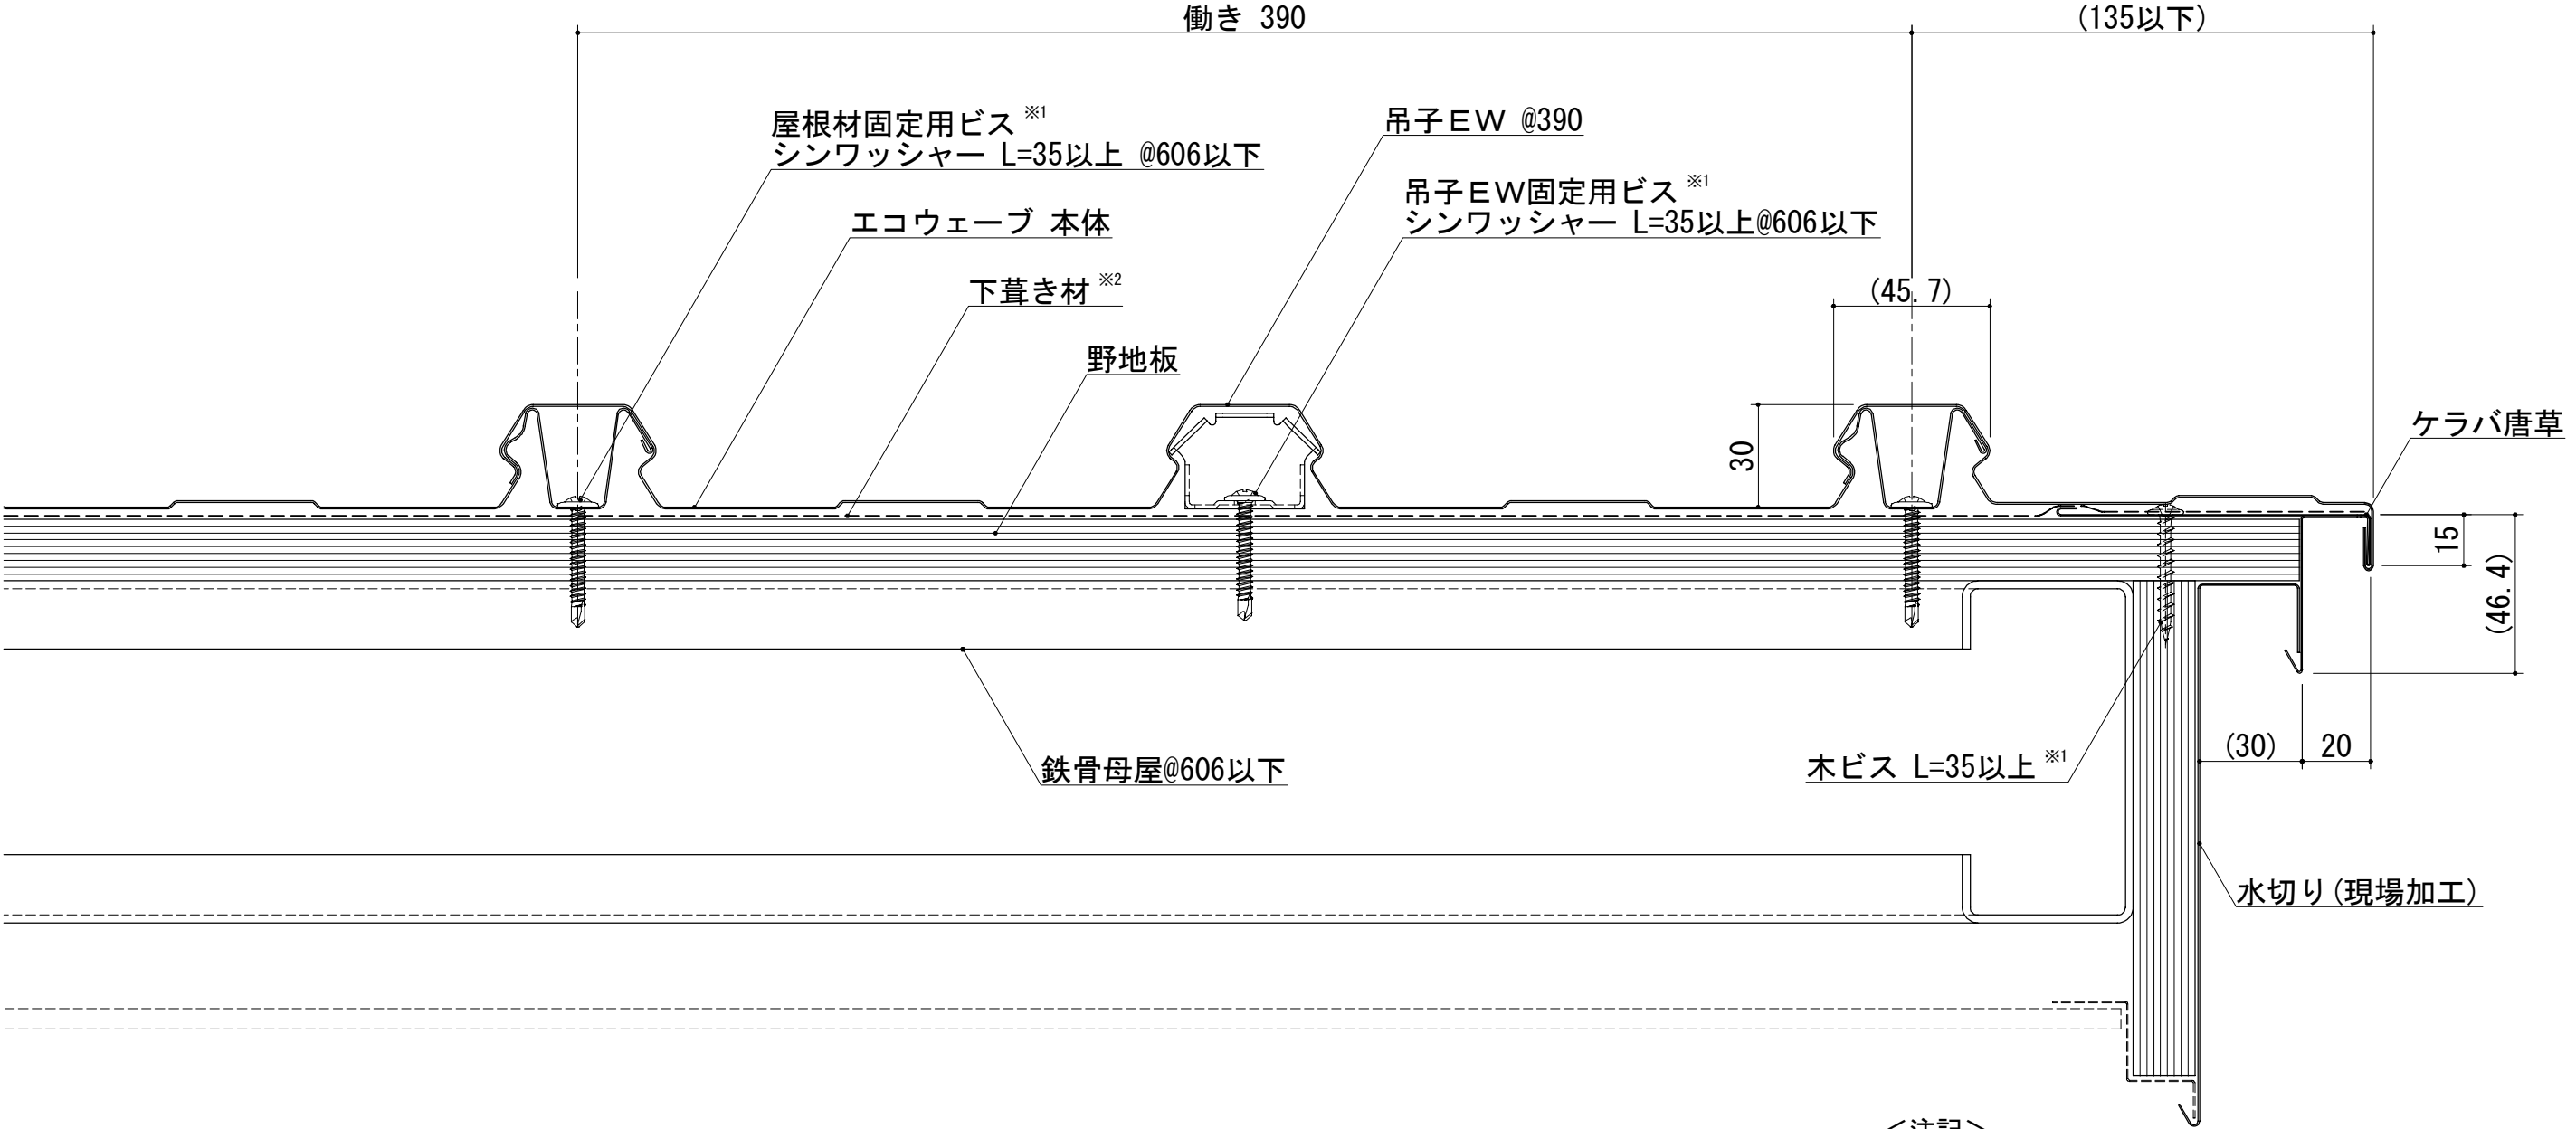 働き 390
(135以下)
屋根材固定用ビス ※1
シンワッシャー L=35以上 @606以下
吊子EW @390
吊子EW固定用ビス ※1
シンワッシャー L=35以上@606以下
エコウェーブ 本体
下葺き材 ※2
(45.7)
野地板
30
ケラバ唐草
15
(46.4)
(30)
20
鉄骨母屋@606以下
木ビス L=35以上 ※1
水切り(現場加工)
<注記>